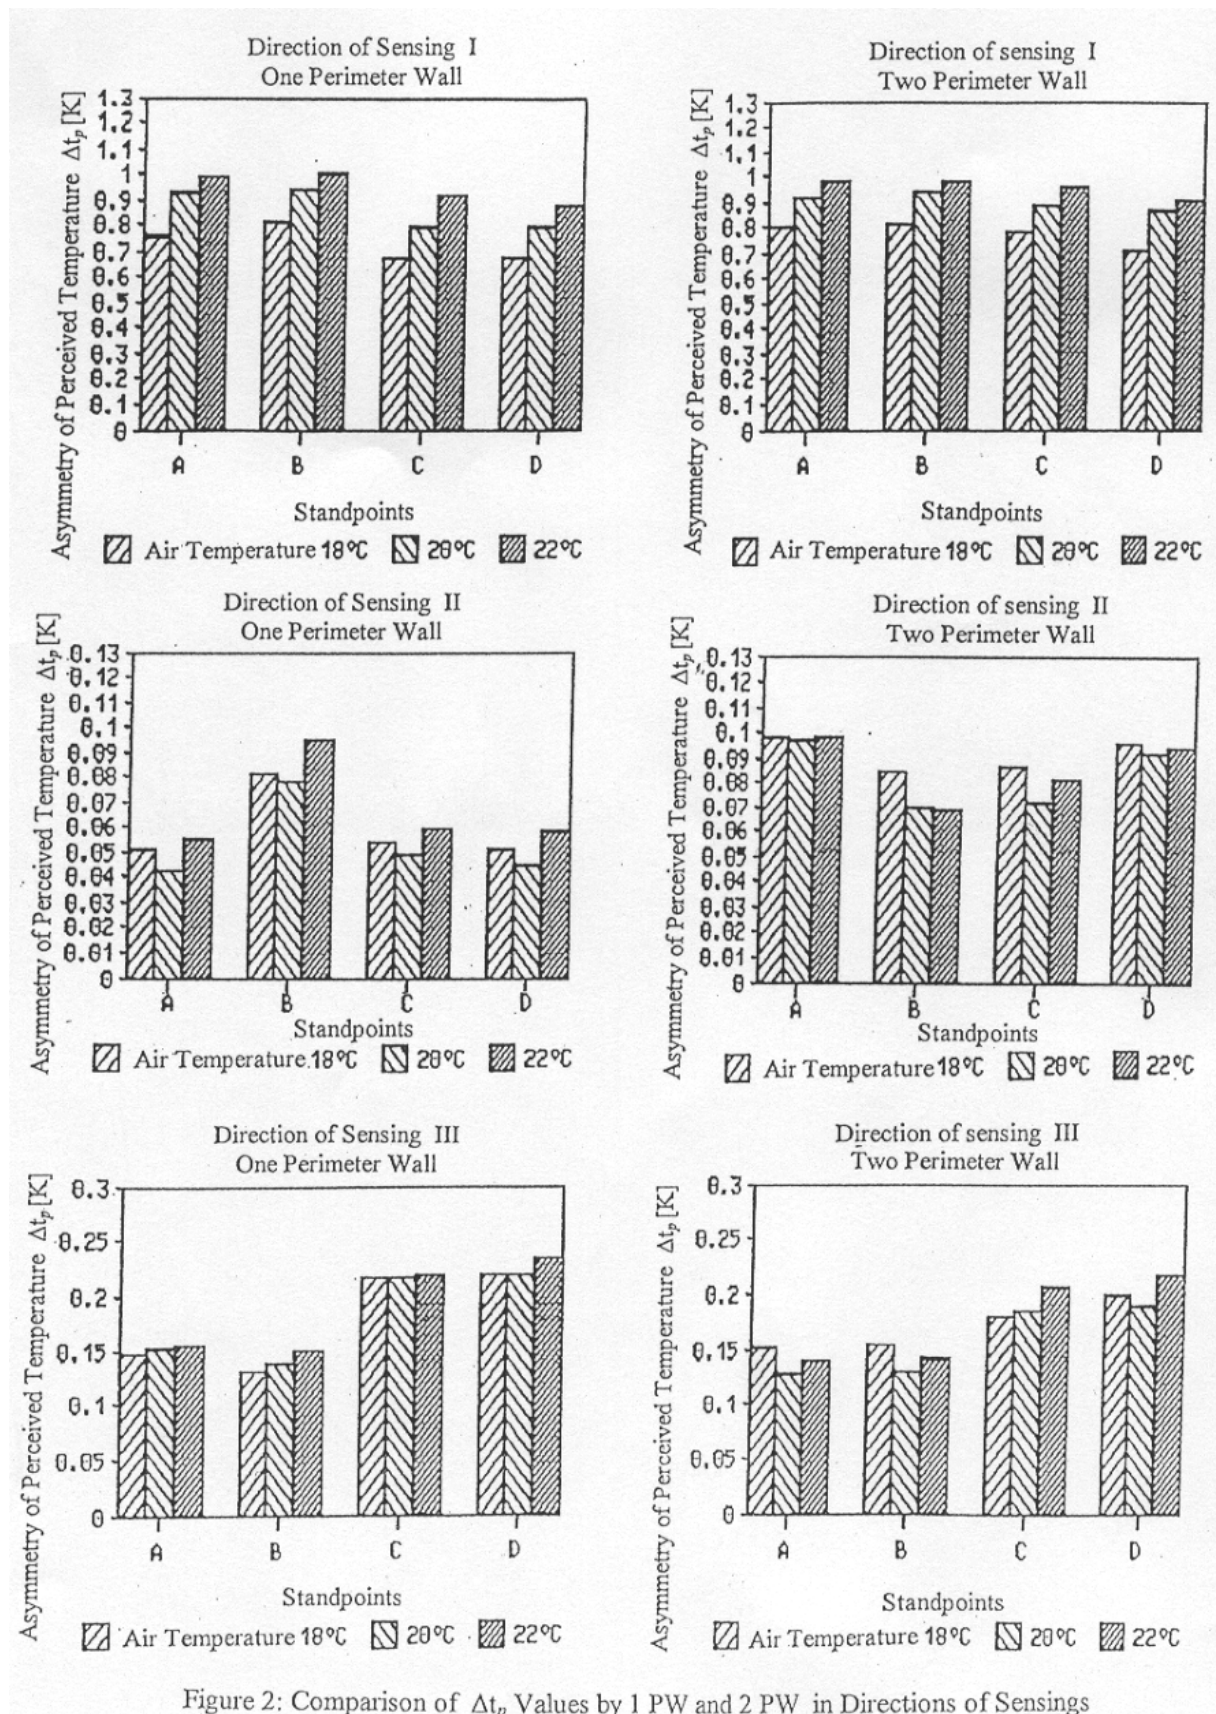 Direction of Sensing I
One Perimeter Wall
Asymmetry of Perceived Temperature Δtp [K]
1.3
1.2
1.1
1
0.9
0.8
0.7
0.6
0.5
0.4
0.3
0.2
0.1
0
A B C D
Standpoints
Air Temperature 18°C 20°C 22°C
Direction of sensing I
Two Perimeter Wall
Asymmetry of Perceived Temperature Δtp [K]
1.3
1.2
1.1
1
0.9
0.8
0.7
0.6
0.5
0.4
0.3
0.2
0.1
0
A B C D
Standpoints
Air Temperature 18°C 20°C 22°C
Direction of Sensing II
One Perimeter Wall
Asymmetry of Perceived Temperature Δtp [K]
0.13
0.12
0.11
0.1
0.09
0.08
0.07
0.06
0.05
0.04
0.03
0.02
0.01
0
A B C D
Standpoints
Air Temperature 18°C 20°C 22°C
Direction of sensing II
Two Perimeter Wall
Asymmetry of Perceived Temperature Δtp [K]
0.13
0.12
0.11
0.1
0.09
0.08
0.07
0.06
0.05
0.04
0.03
0.02
0.01
0
A B C D
Standpoints
Air Temperature 18°C 20°C 22°C
Direction of Sensing III
One Perimeter Wall
Asymmetry of Perceived Temperature Δtp [K]
0.3
0.25
0.2
0.15
0.1
0.05
0
A B C D
Standpoints
Air Temperature 18°C 20°C 22°C
Direction of sensing III
Two Perimeter Wall
Asymmetry of Perceived Temperature Δtp [K]
0.3
0.25
0.2
0.15
0.1
0.05
0
A B C D
Standpoints
Air Temperature 18°C 20°C 22°C
Figure 2: Comparison of Δtp Values by 1 PW and 2 PW in Directions of Sensings